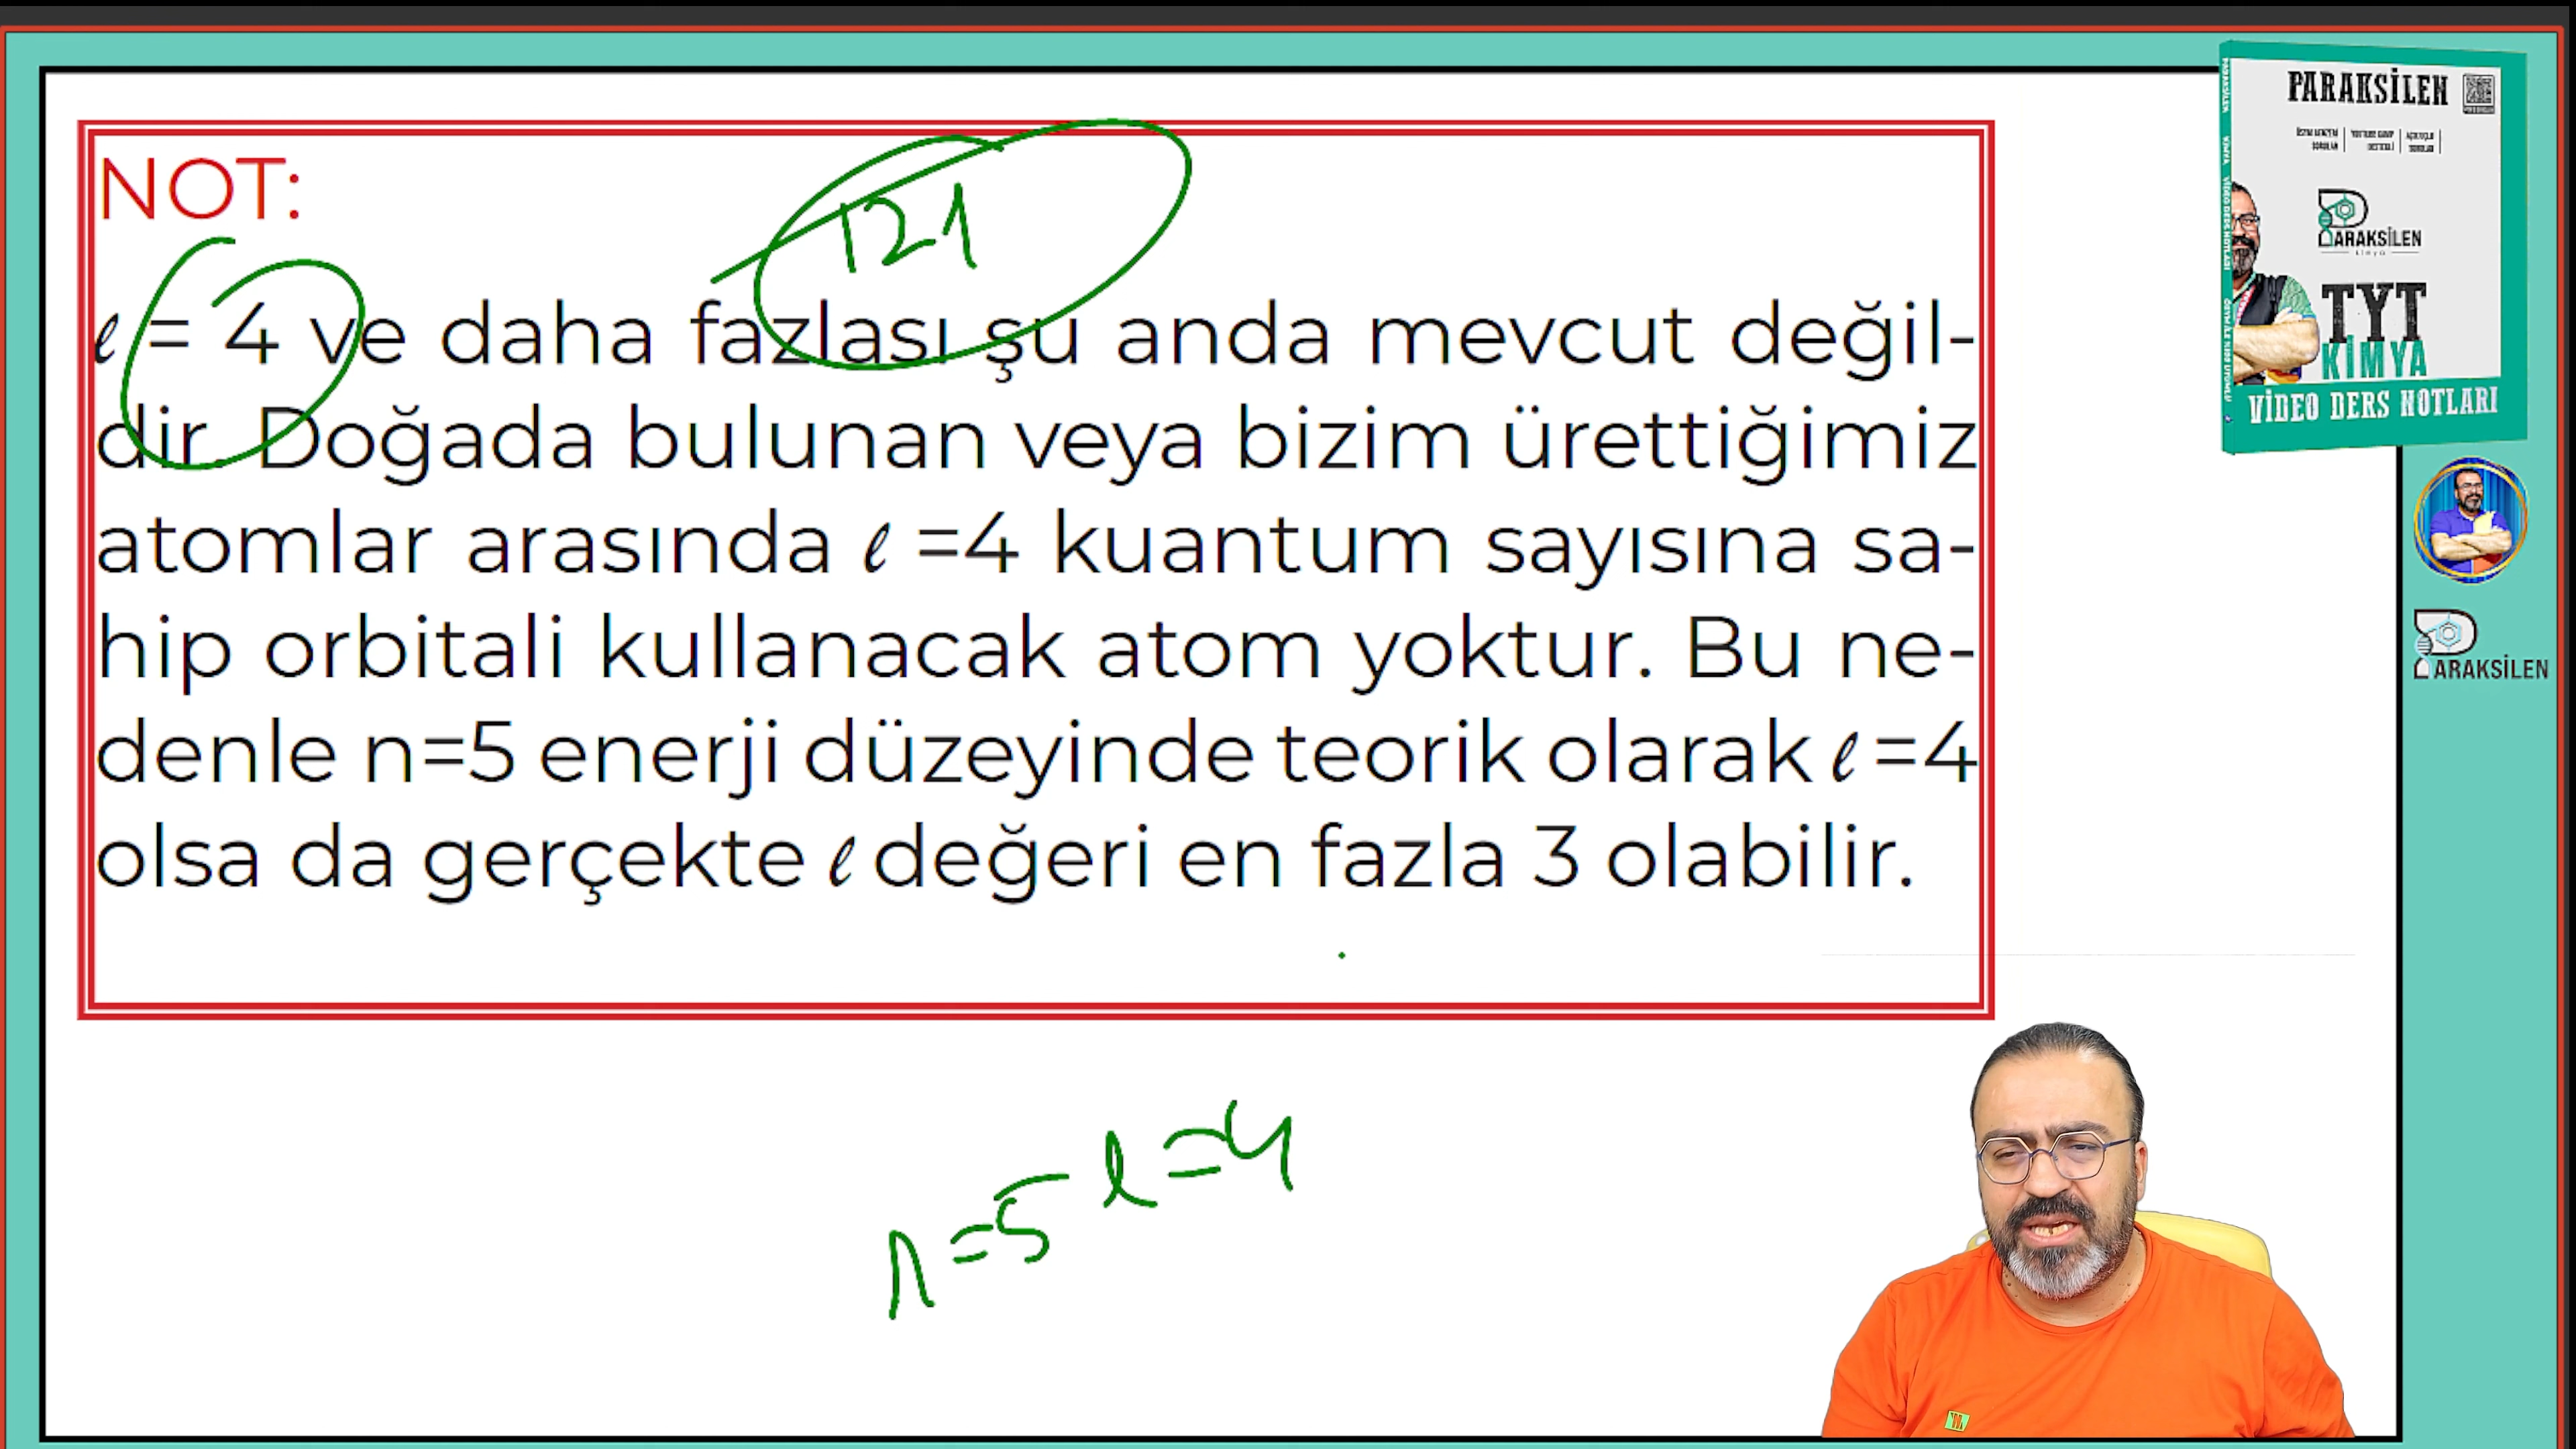 NOT:
121
ℓ = 4 ve daha fazlası şu anda mevcut değil-
dir. Doğada bulunan veya bizim ürettiğimiz
atomlar arasında ℓ =4 kuantum sayısına sa-
hip orbitali kullanacak atom yoktur. Bu ne-
denle n=5 enerji düzeyinde teorik olarak ℓ =4
olsa da gerçekte ℓ değeri en fazla 3 olabilir.
n=5 l=4
PARAKSİLEN
PARAKSİLEN
TYT
KİMYA
VİDEO DERS NOTLARI
PARAKSİLEN